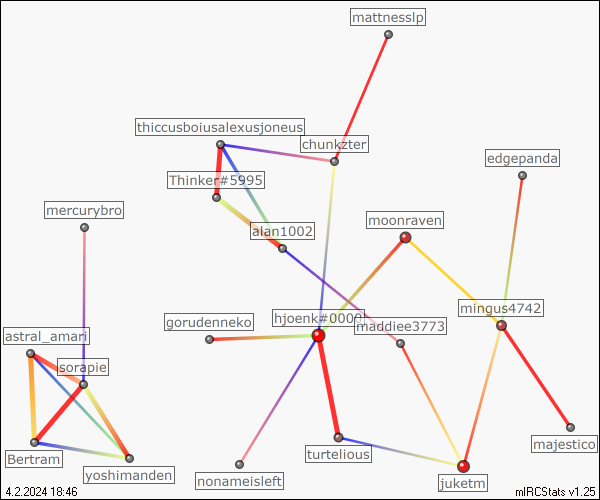 mattnesslp
thiccusboiusalexusjoneus
chunkzter
edgepanda
Thinker#5995
mercurybro
moonraven
alan1002
mingus4742
hjoenk#0000
gorudenneko
maddiee3773
astral_amari
sorapie
majestico
turtelious
Bertram
yoshimanden
nonameisleft
juketm
4.2.2024 18:46
mIRCStats v1.25